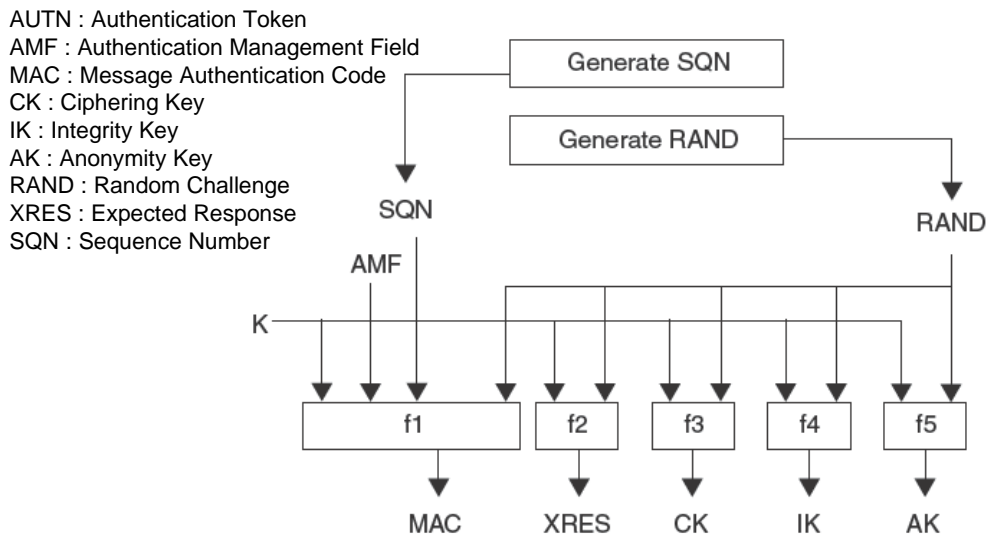 AUTN : Authentication Token
AMF : Authentication Management Field
MAC : Message Authentication Code
CK : Ciphering Key
IK : Integrity Key
AK : Anonymity Key
RAND : Random Challenge
XRES : Expected Response
SQN : Sequence Number
Generate SQN
Generate RAND
SQN
RAND
AMF
K
f1
f2
f3
f4
f5
MAC
XRES
CK
IK
AK